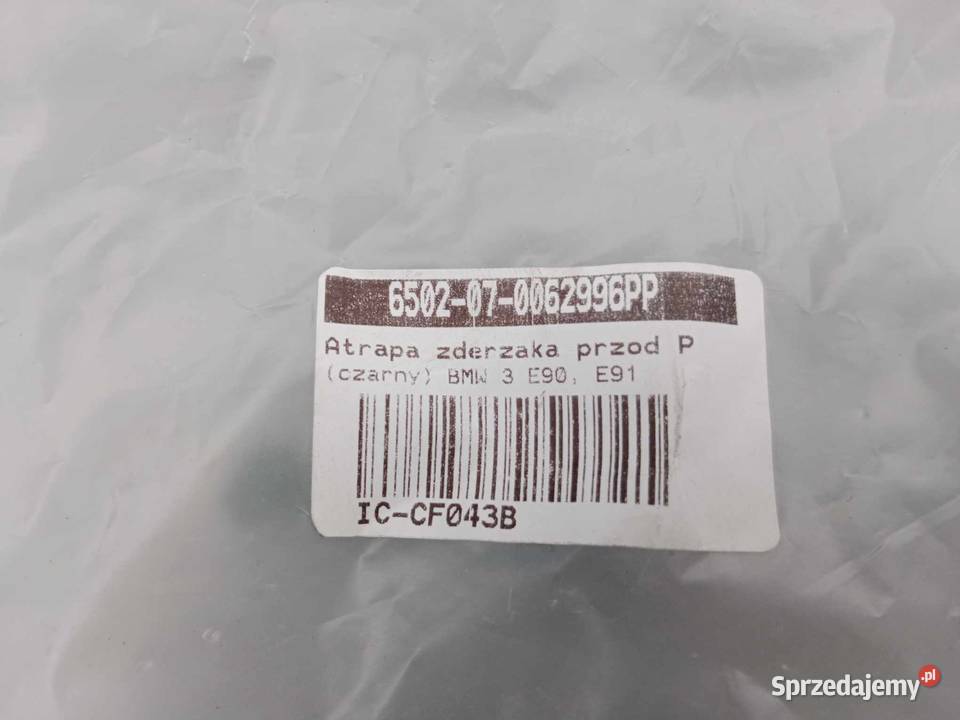 6502-07-0062996PP
Atrapa zderzaka przod P
(czarny) BMW 3 E90, E91
IC-CF043B
Sprzedajemy.pl